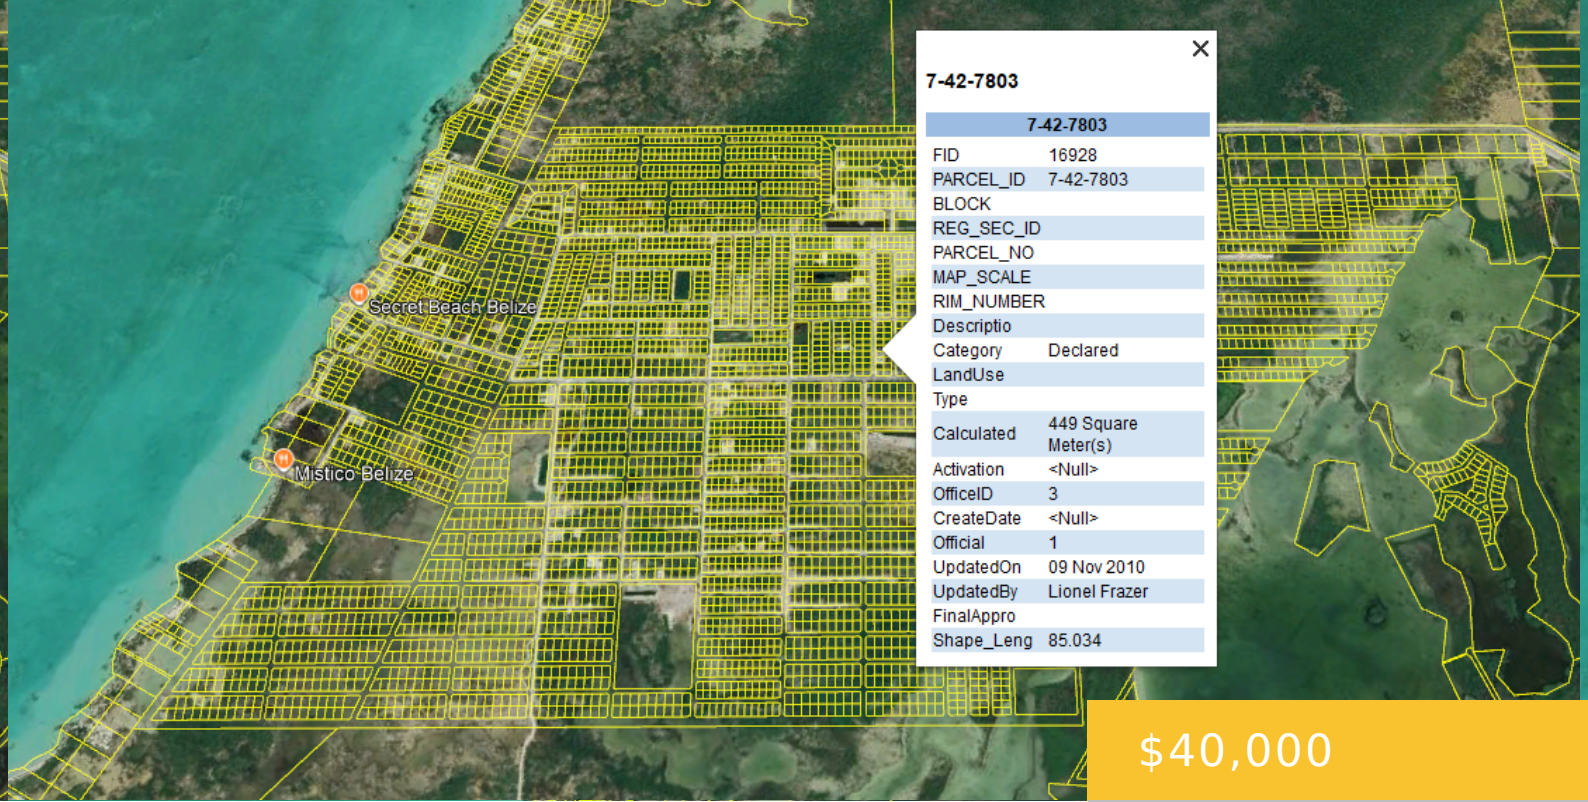 7-42-7803
7-42-7803
FID 16928
PARCEL_ID 7-42-7803
BLOCK
REG_SEC_ID
PARCEL_NO
MAP_SCALE
RIM_NUMBER
Descriptio
Category Declared
LandUse
Type
Calculated 449 Square
Meter(s)
Activation <Null>
OfficeID 3
CreateDate <Null>
Official 1
UpdatedOn 09 Nov 2010
UpdatedBy Lionel Frazer
FinalAppro
Shape_Leng 85.034
Secret Beach Belize
Mistico Belize
$40,000